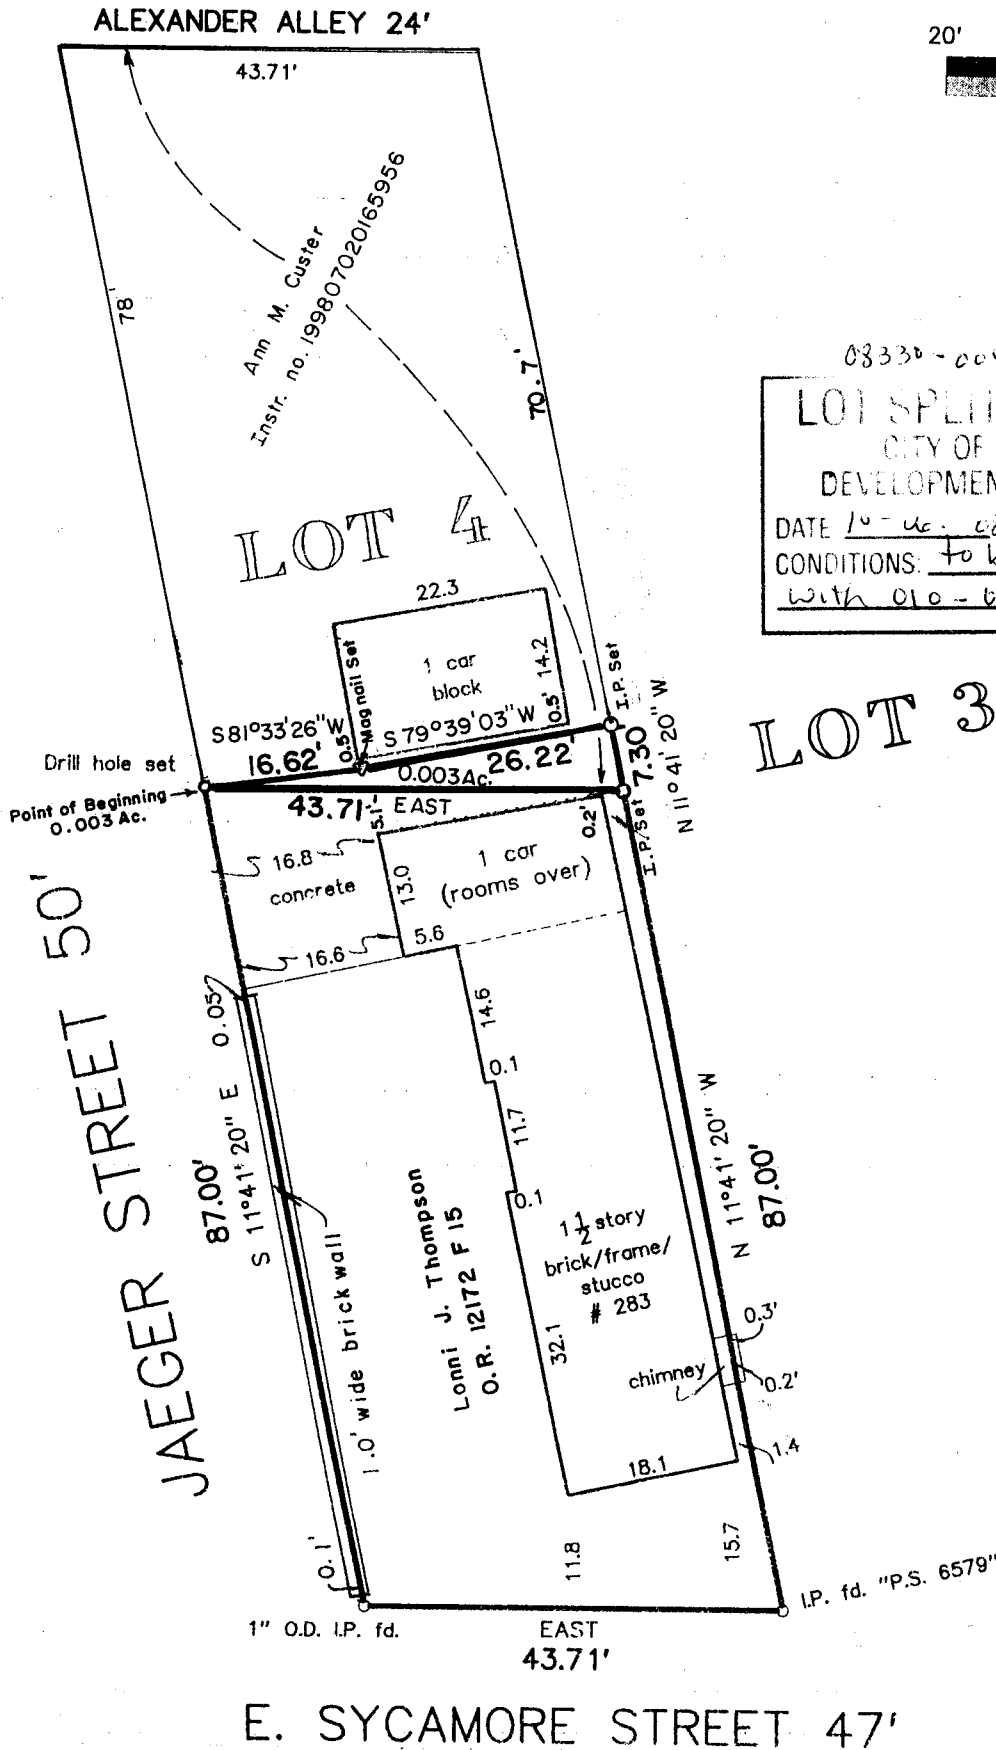 ALEXANDER ALLEY 24'
20'
43.71'
78'
Ann M. Custer
Instr. no. 199807020165956
70.7'
LOT SPLIT
CITY OF
DEVELOPMEN
DATE
CONDITIONS: to
with 010-
LOT 4
22.3
1 car
block
14.2
0.5'
Mag nail Set
I.P. Set
S 81°33'26" W
16.62'
0.5'
S 79°39'03" W
26.22'
7.30'
N 11°41' 20" W
LOT 3
Drill hole set
Point of Beginning
0.003 Ac.
0.003 Ac.
43.71'
EAST
5.1'
0.2'
I.P. Set
16.8
concrete
13.0
1 car
(rooms over)
16.6
5.6
JAEGER STREET 50'
0.05'
87.00'
S 11°41' 20" E
14.6
0.1
11.7
0.1
1.0' wide brick wall
Lonni J. Thompson
O.R. 12172 F 15
1 1/2 story
brick/frame/
stucco
# 283
32.1
N 11°41' 20" W
87.00'
0.3'
chimney
0.2'
1.4
18.1
11.8
15.7
0.1'
1" O.D. I.P. fd.
I.P. fd. "P.S. 6579"
EAST
43.71'
E. SYCAMORE STREET 47'